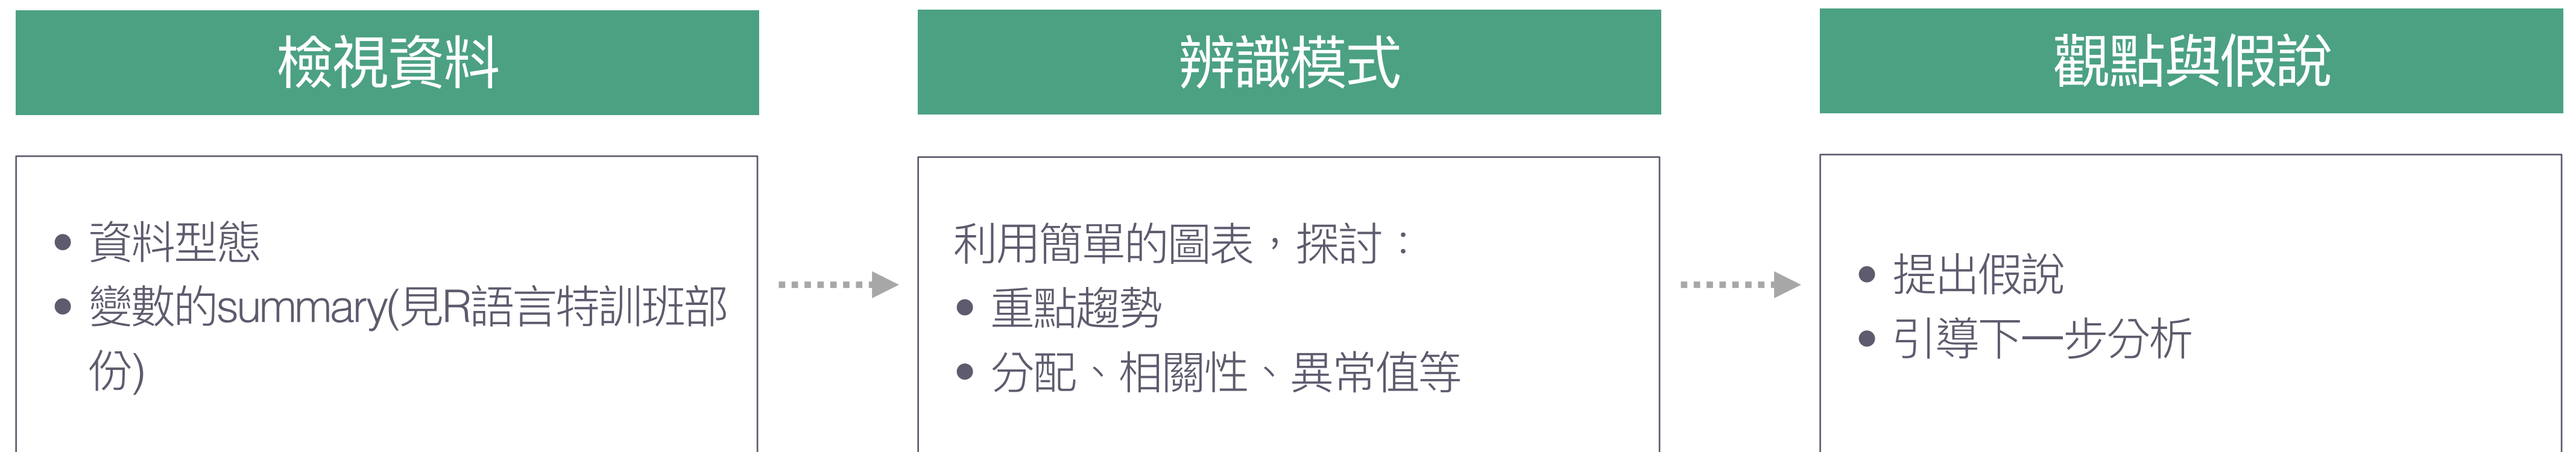 檢視資料
• 資料型態
• 變數的summary(見R語言特訓班部
份)
辨識模式
利用簡單的圖表，探討：
• 重點趨勢
• 分配、相關性、異常值等
觀點與假說
• 提出假說
• 引導下一步分析